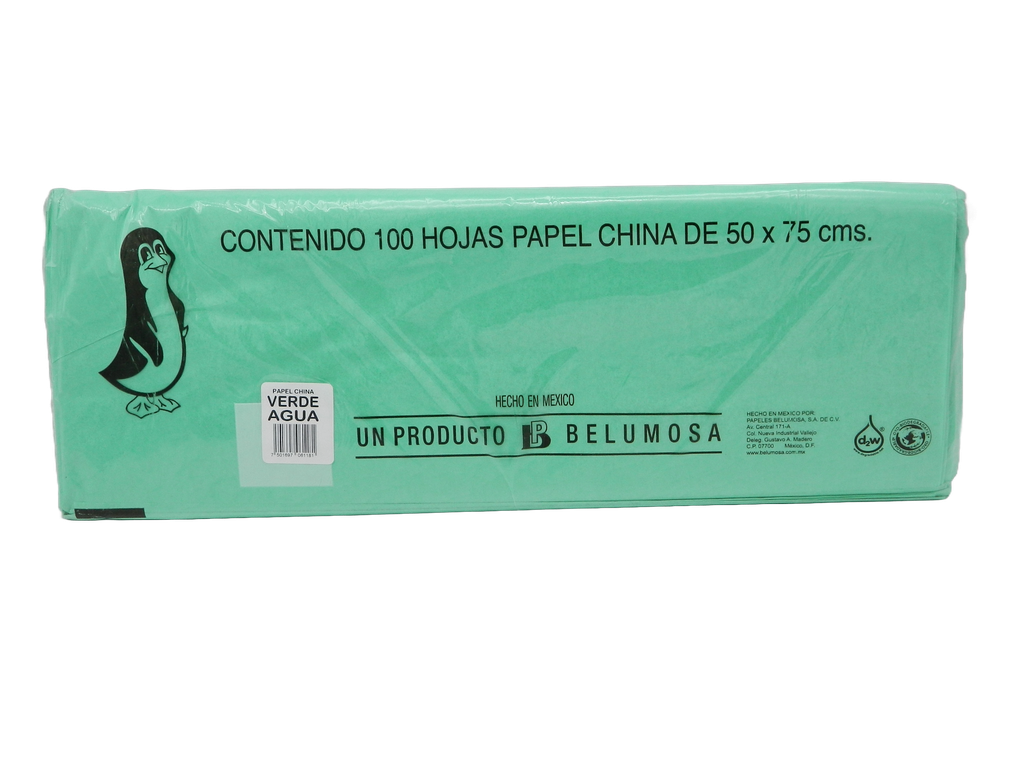 CONTENIDO 100 HOJAS PAPEL CHINA DE 50 x 75 cms.
PAPEL CHINA
VERDE
AGUA
HECHO EN MEXICO
UN PRODUCTO B BELUMOSA
HECHO EN MEXICO POR:
PAPELES BELUMOSA, S.A. DE C.V.
Av. Central 171-A
Col. Nueva Industrial Vallejo
Deleg. Gustavo A. Madero
C.P. 07700 México, D.F.
www.belumosa.com.mx
d2w